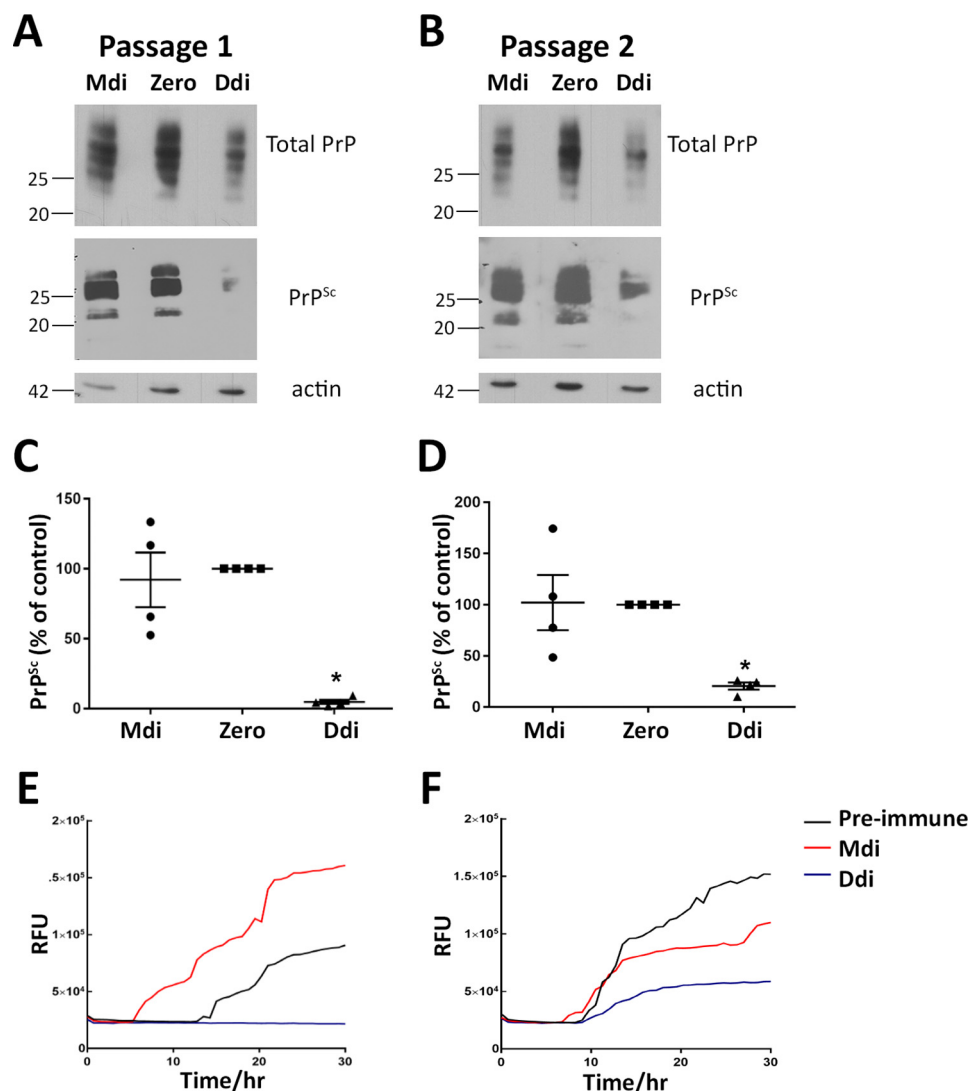 A
Passage 1
Mdi Zero Ddi
Total PrP
25
20
PrPSc
25
20
42
actin
B
Passage 2
Mdi Zero Ddi
Total PrP
25
20
PrPSc
25
20
42
actin
C
PrPSc (% of control)
150
100
50
0
*
Mdi Zero Ddi
D
PrPSc (% of control)
200
150
100
50
0
*
Mdi Zero Ddi
E
RFU
2×10⁵
.5×10⁵
1×10⁵
5×10⁴
0
0 10 20 30
Time/hr
F
RFU
2×10⁵
1.5×10⁵
1×10⁵
5×10⁴
0
0 10 20 30
Time/hr
Pre-immune
Mdi
Ddi